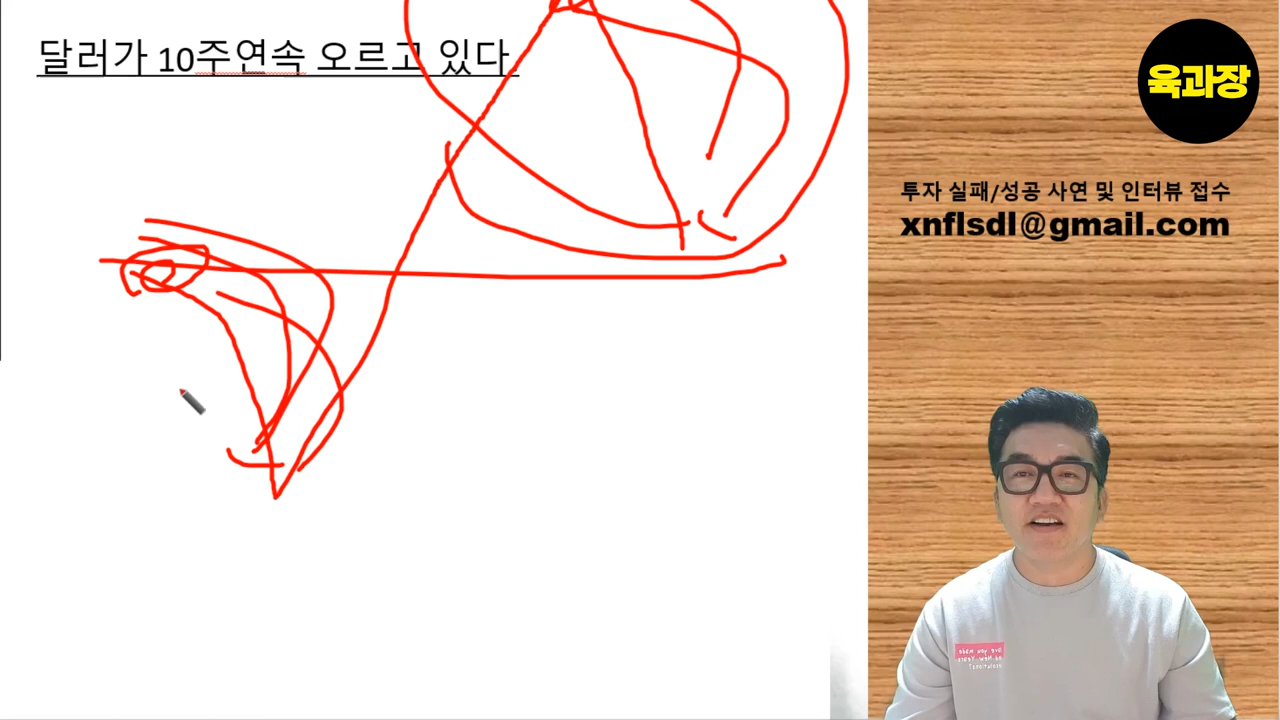 달러가 10주연속 오르고 있다.
육과장
투자 실패/성공 사연 및 인터뷰 접수
xnflsdl@gmail.com